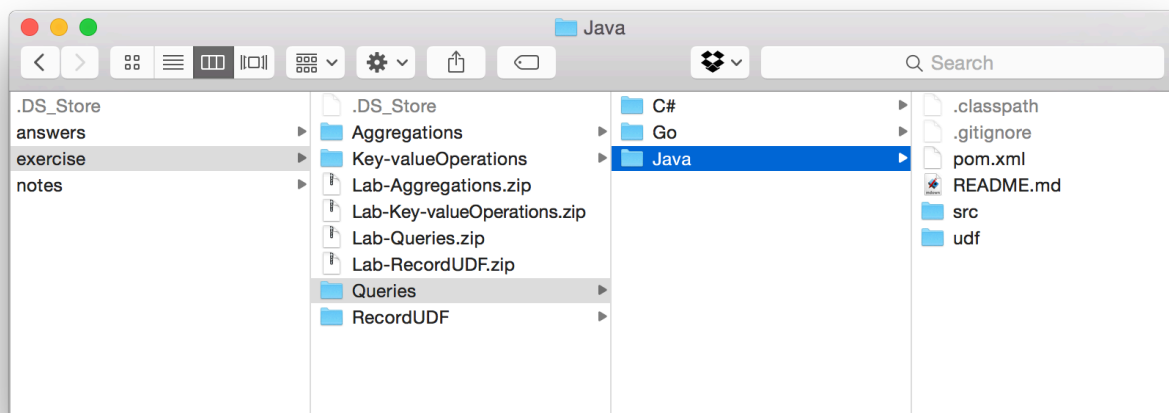 Java
Search
.DS_Store
answers
exercise
notes
.DS_Store
Aggregations
Key-valueOperations
Lab-Aggregations.zip
Lab-Key-valueOperations.zip
Lab-Queries.zip
Lab-RecordUDF.zip
Queries
RecordUDF
C#
Go
Java
.classpath
.gitignore
pom.xml
README.md
src
udf